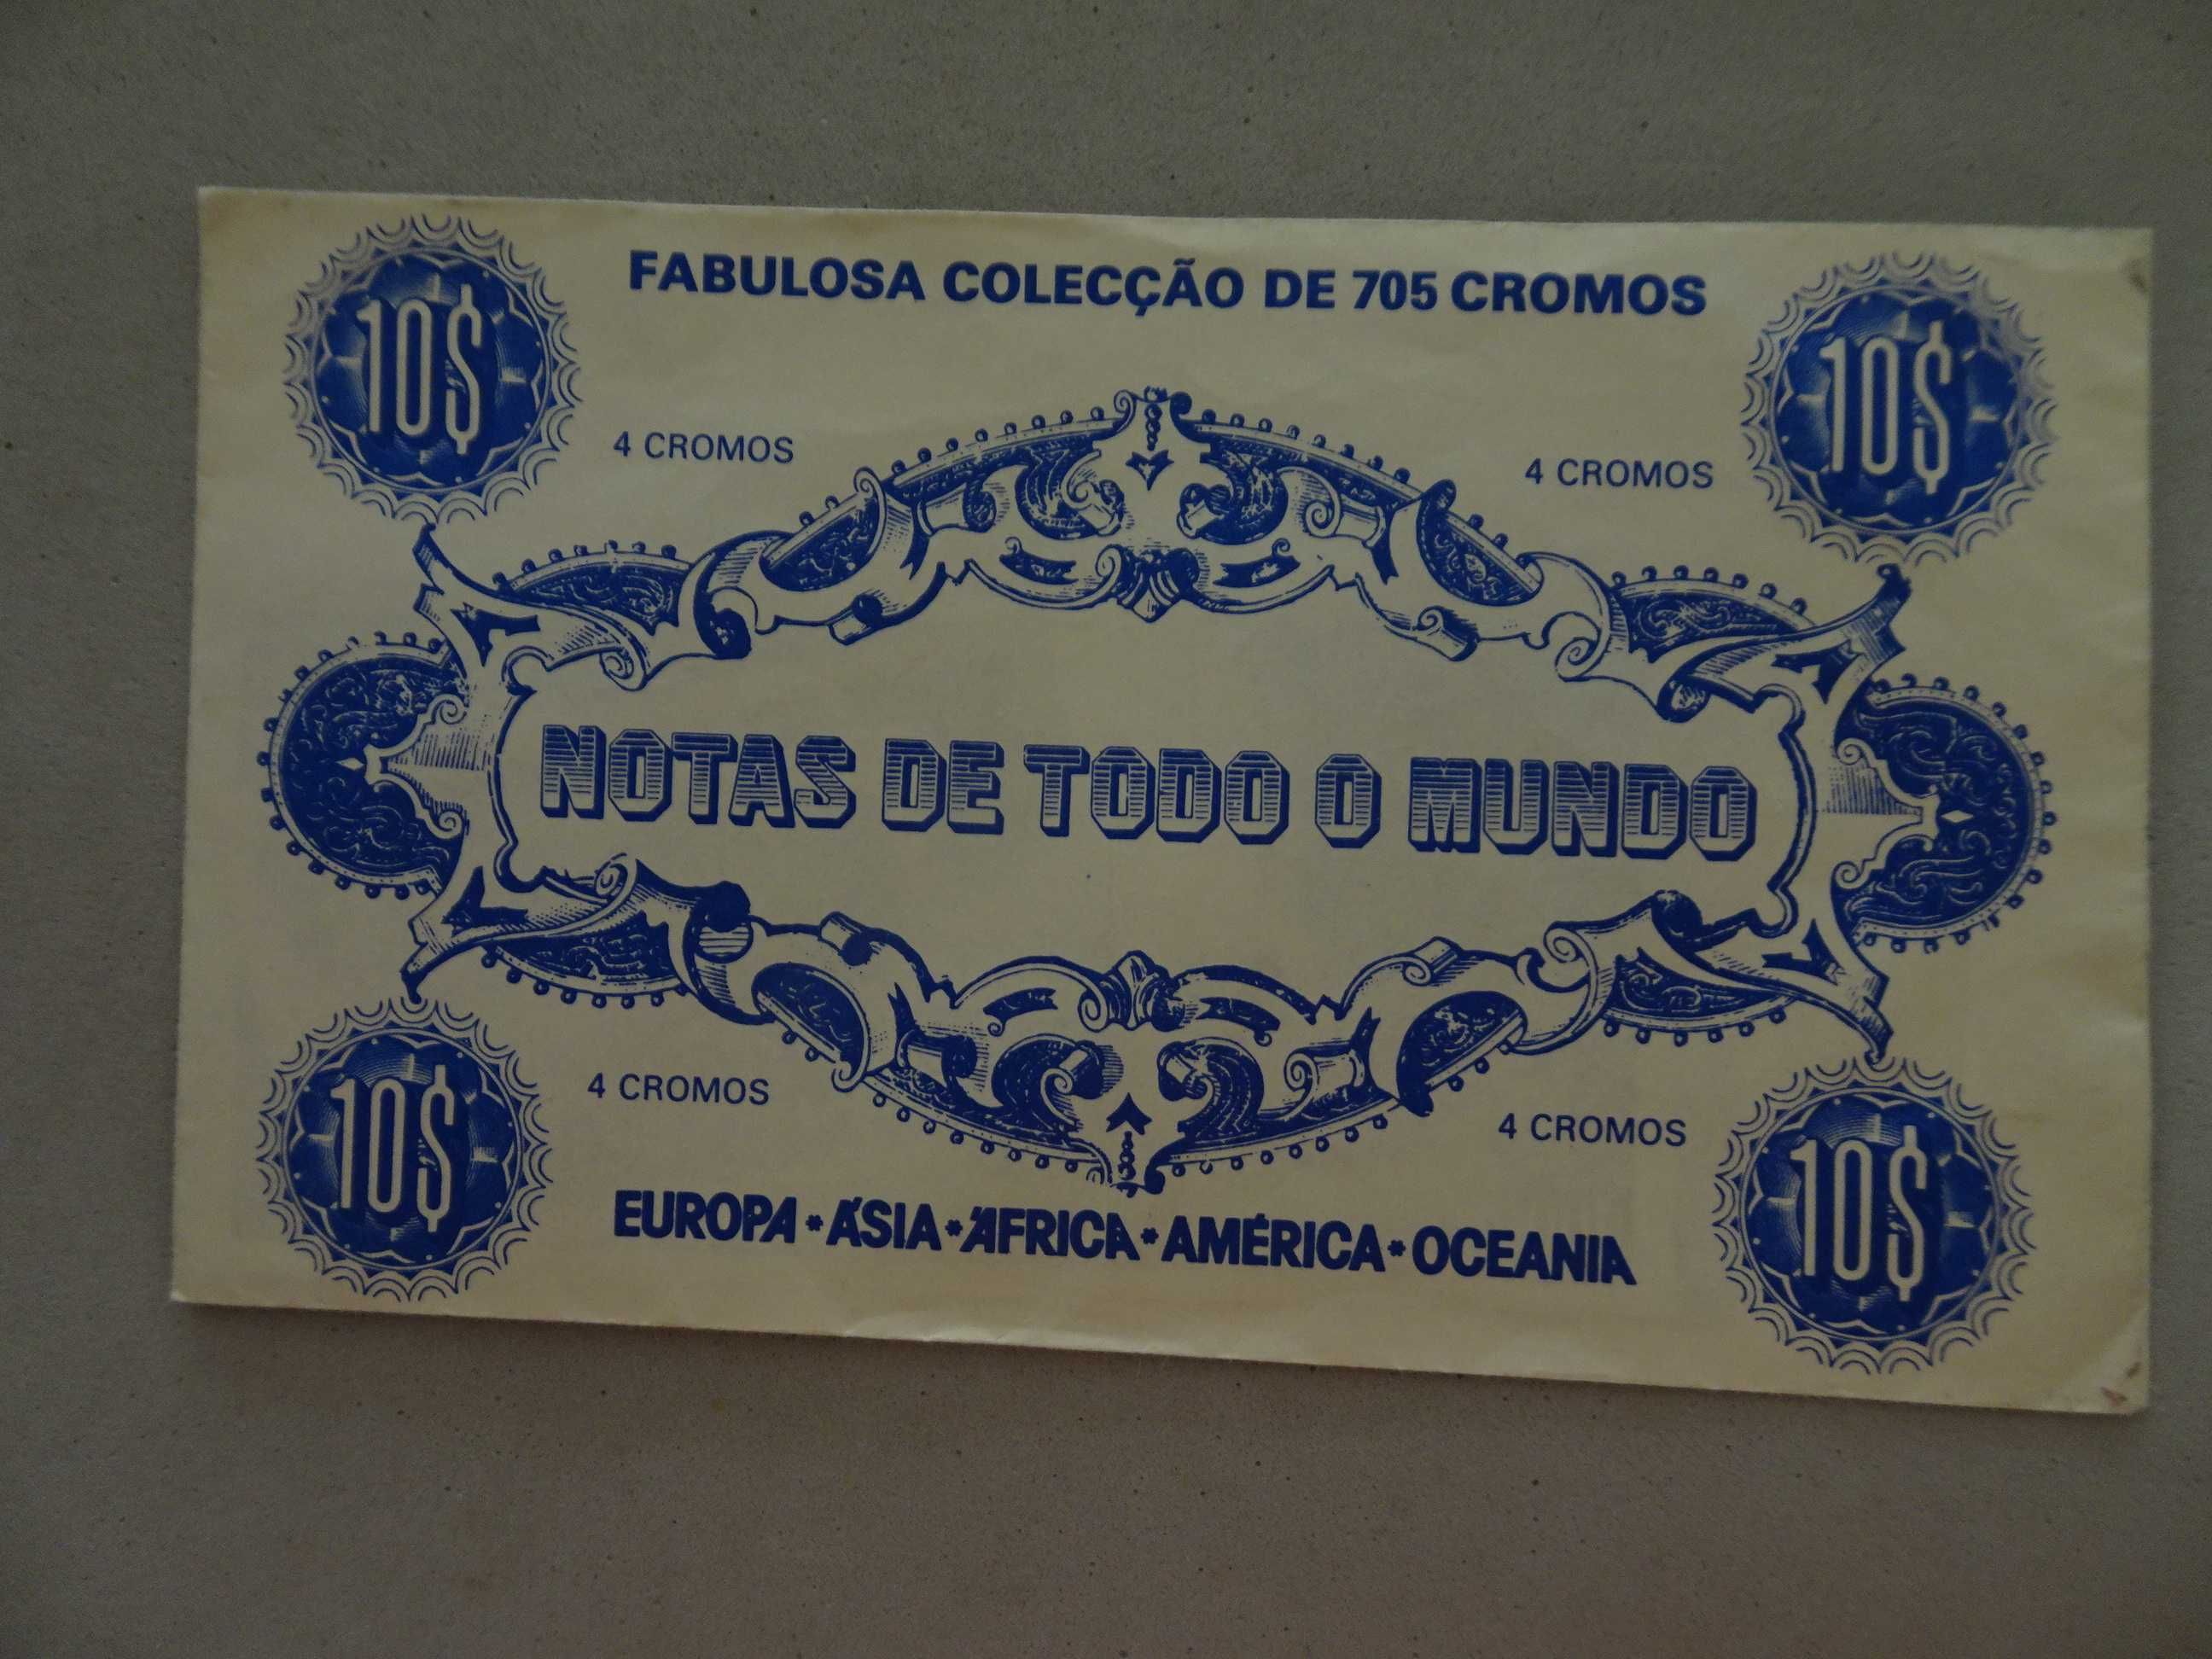 FABULOSA COLECÇÃO DE 705 CROMOS
10$
10$
4 CROMOS
4 CROMOS
NOTAS DE TODO O MUNDO
4 CROMOS
4 CROMOS
10$
10$
EUROPA * ÁSIA * ÁFRICA * AMÉRICA * OCEANIA